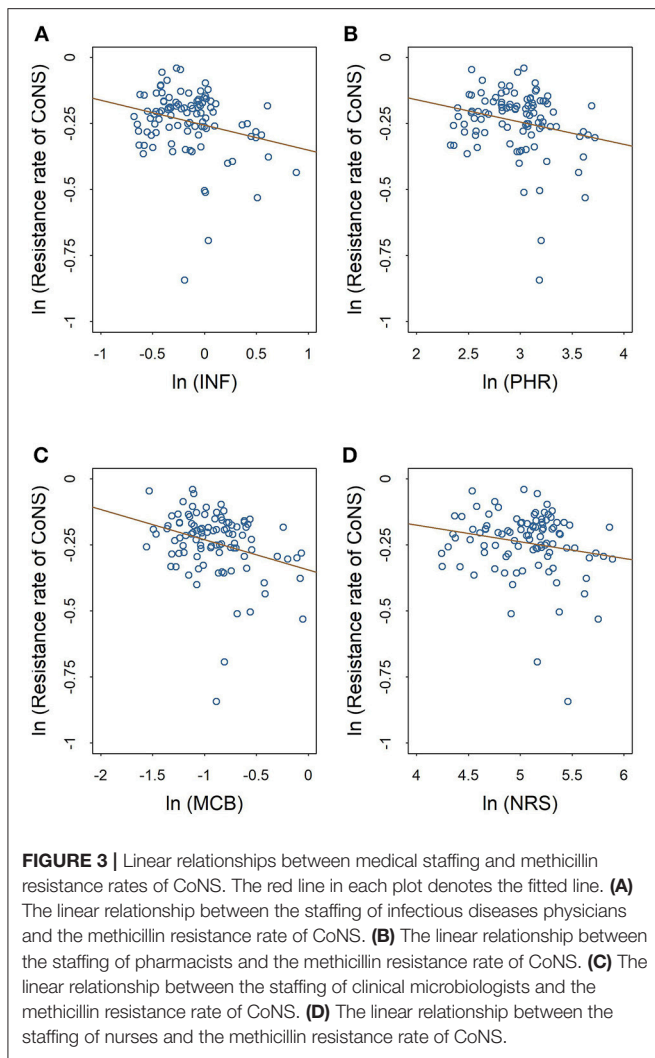 A
B
0
-0.25
-0.5
-0.75
-1
ln (Resistance rate of CoNS)
-1 -0.5 0 0.5 1
ln (INF)
0
-0.25
-0.5
-0.75
-1
ln (Resistance rate of CoNS)
2 2.5 3 3.5 4
ln (PHR)
C
D
0
-0.25
-0.5
-0.75
-1
ln (Resistance rate of CoNS)
-2 -1.5 -1 -0.5 0
ln (MCB)
0
-0.25
-0.5
-0.75
-1
ln (Resistance rate of CoNS)
4 4.5 5 5.5 6
ln (NRS)
FIGURE 3 | Linear relationships between medical staffing and methicillin
resistance rates of CoNS. The red line in each plot denotes the fitted line. (A)
The linear relationship between the staffing of infectious diseases physicians
and the methicillin resistance rate of CoNS. (B) The linear relationship between
the staffing of pharmacists and the methicillin resistance rate of CoNS. (C) The
linear relationship between the staffing of clinical microbiologists and the
methicillin resistance rate of CoNS. (D) The linear relationship between the
staffing of nurses and the methicillin resistance rate of CoNS.